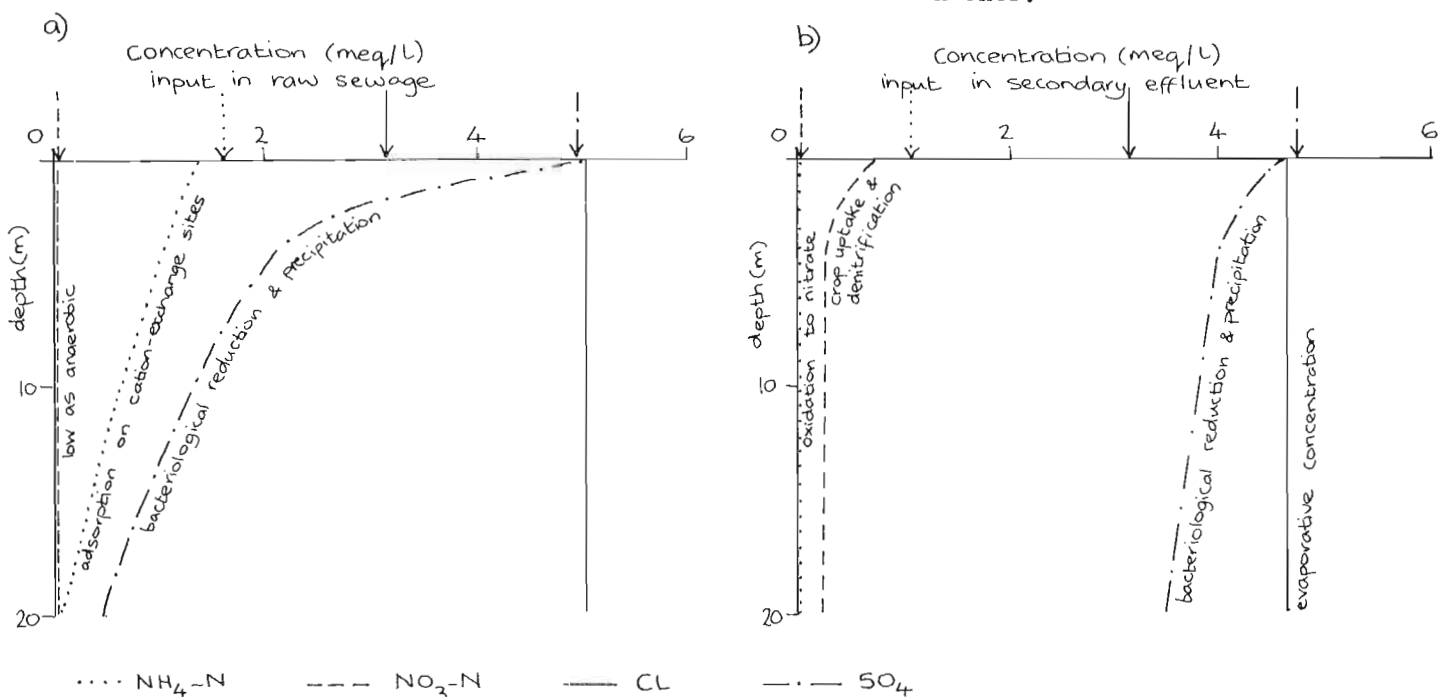 a)
Concentration (meq/L)
input in raw sewage
0
2
4
6
depth(m)
10
20
low as anaerobic
adsorption on cation-exchange sites
bacteriological reduction & precipitation
b)
Concentration (meq/L)
input in secondary effluent
0
2
4
6
depth(m)
10
20
oxidation to nitrate
crop uptake &
denitrification
bacteriological reduction & precipitation
evaporative concentration
NH4-N
NO3-N
CL
SO4